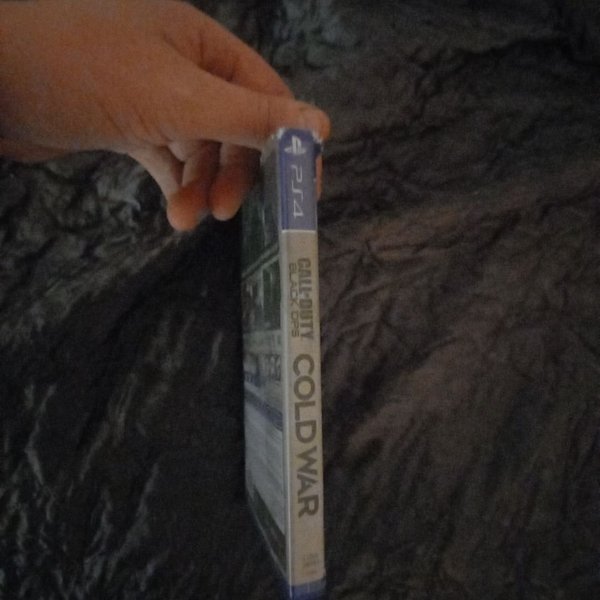 PS4
CALL OF DUTY
BLACK OPS
COLD WAR